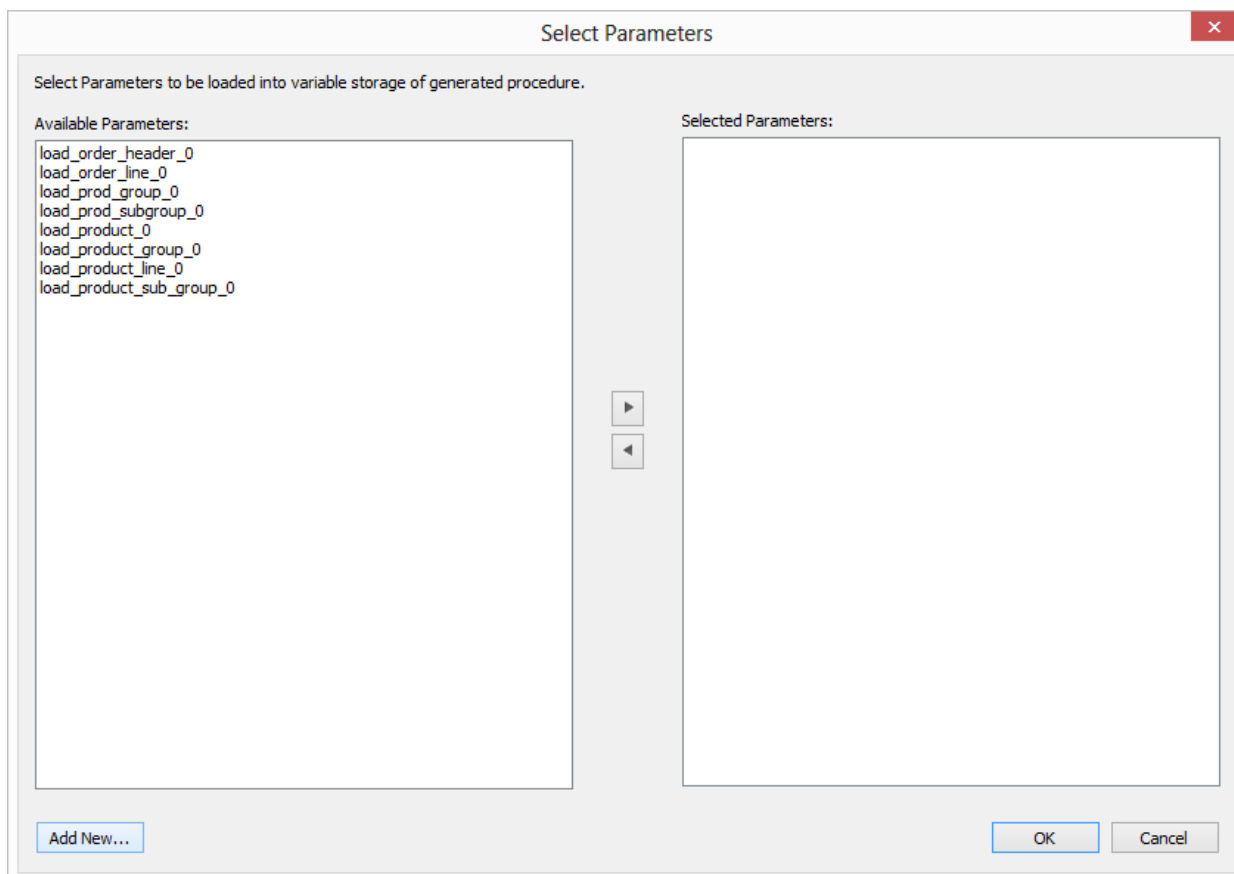 Select Parameters
Select Parameters to be loaded into variable storage of generated procedure.
Available Parameters:
Selected Parameters:
load_order_header_0
load_order_line_0
load_prod_group_0
load_prod_subgroup_0
load_product_0
load_product_group_0
load_product_line_0
load_product_sub_group_0
Add New...
OK
Cancel